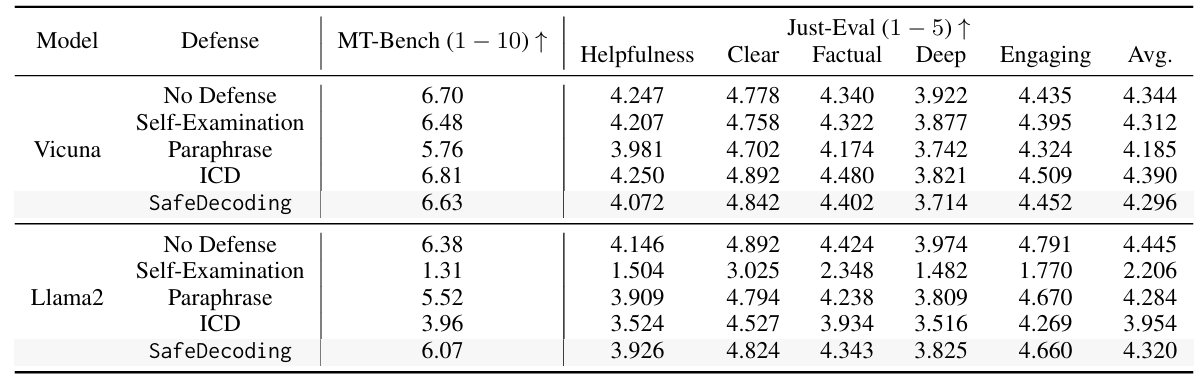 Model Defense MT-Bench (1 − 10) ↑ Just-Eval (1 − 5) ↑
Helpfulness Clear Factual Deep Engaging Avg.
No Defense 6.70 4.247 4.778 4.340 3.922 4.435 4.344
Self-Examination 6.48 4.207 4.758 4.322 3.877 4.395 4.312
Vicuna Paraphrase 5.76 3.981 4.702 4.174 3.742 4.324 4.185
ICD 6.81 4.250 4.892 4.480 3.821 4.509 4.390
SafeDecoding 6.63 4.072 4.842 4.402 3.714 4.452 4.296
No Defense 6.38 4.146 4.892 4.424 3.974 4.791 4.445
Self-Examination 1.31 1.504 3.025 2.348 1.482 1.770 2.206
Llama2 Paraphrase 5.52 3.909 4.794 4.238 3.809 4.670 4.284
ICD 3.96 3.524 4.527 3.934 3.516 4.269 3.954
SafeDecoding 6.07 3.926 4.824 4.343 3.825 4.660 4.320